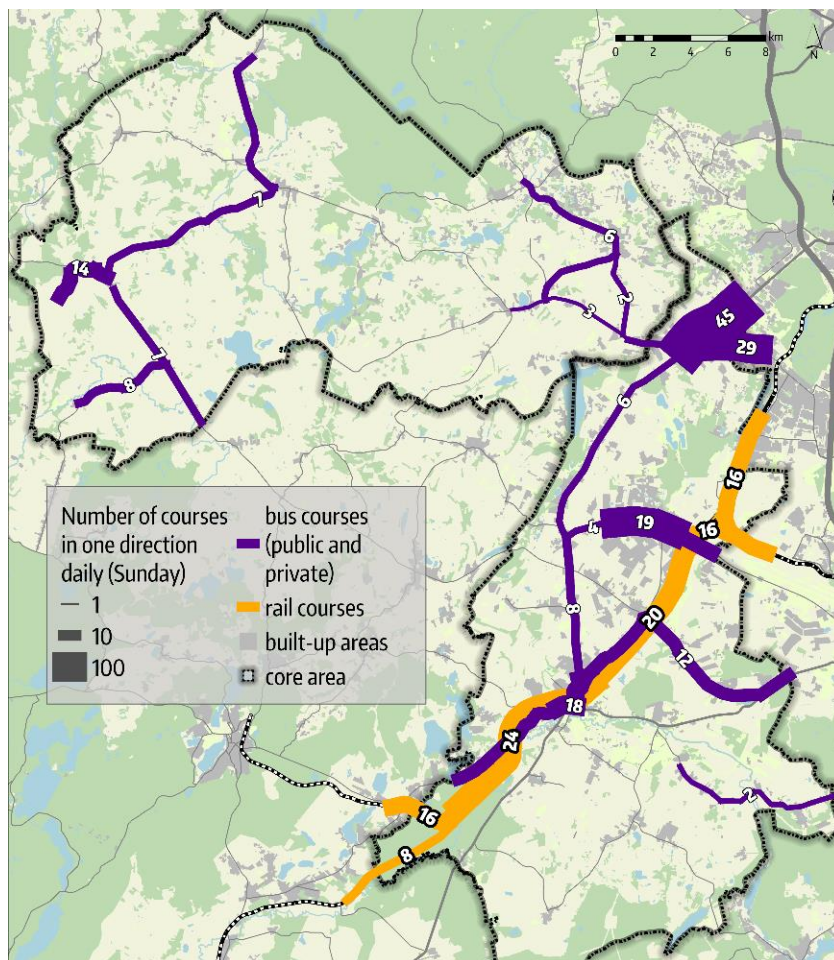 0 2 4 6 8 km
N
6
7
14
45
2
3
29
7
8
6
16
4
19
16
Number of courses
in one direction
daily (Sunday)
1
10
100
bus courses
(public and
private)
rail courses
built-up areas
core area
8
20
12
18
24
2
16
8